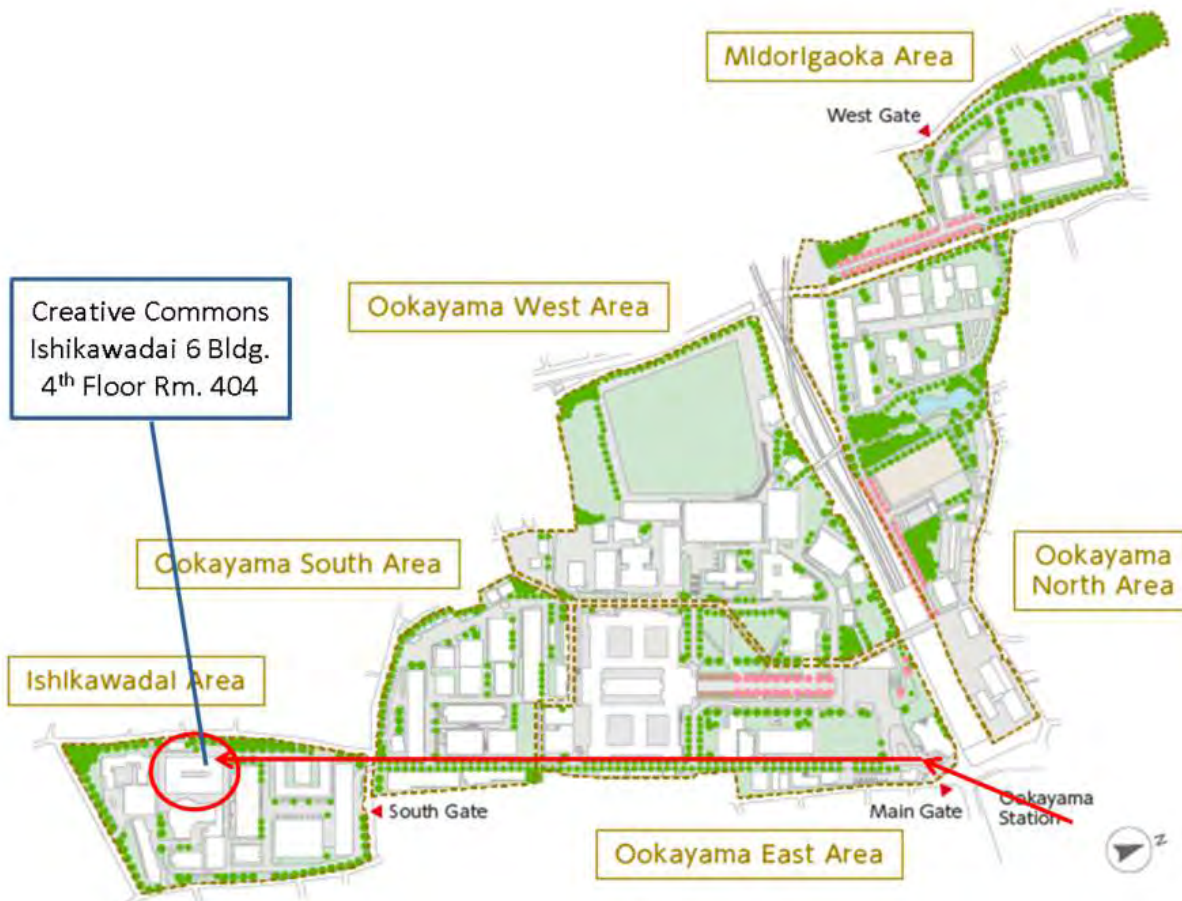 Midorigaoka Area
West Gate
Creative Commons
Ishikawadai 6 Bldg.
4th Floor Rm. 404
Ookayama West Area
Ookayama South Area
Ookayama
North Area
Ishikawadai Area
South Gate
Main Gate
Ookayama
Station
Ookayama East Area
N